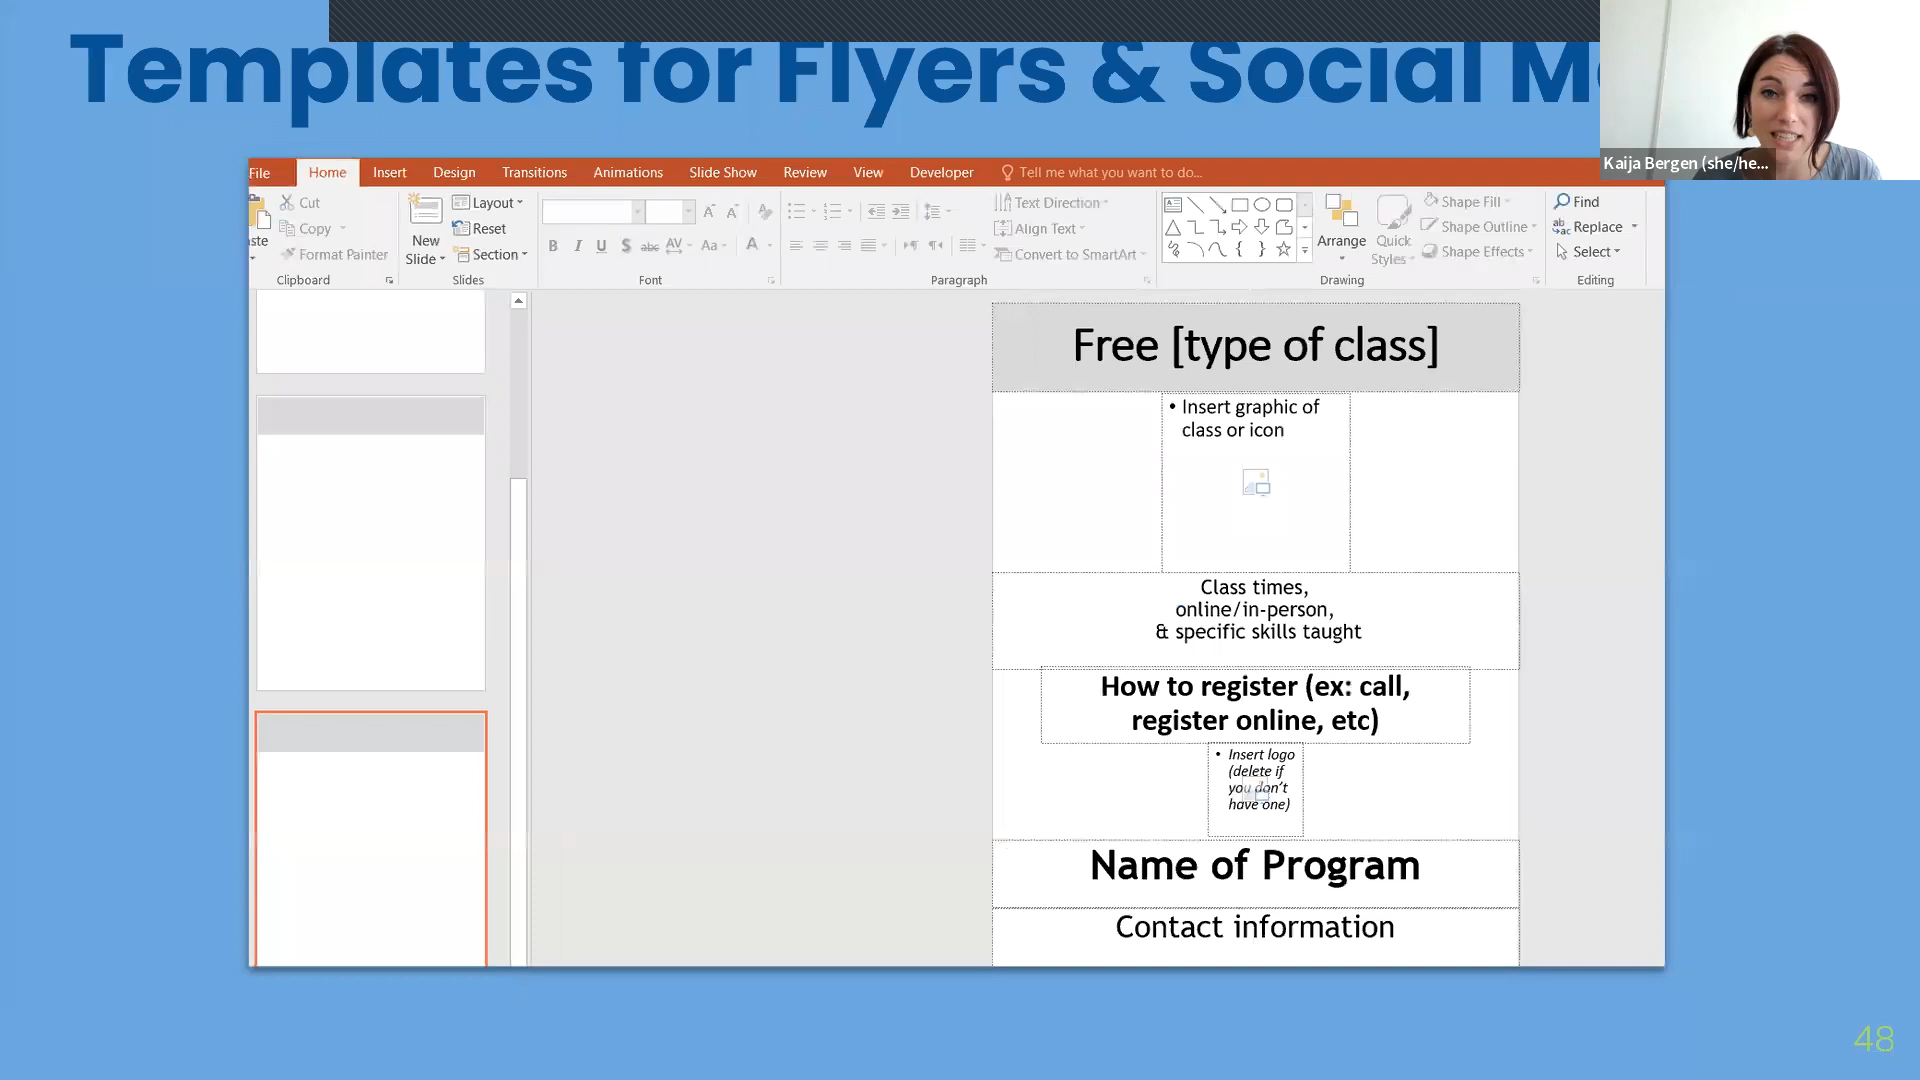 Templates for Flyers & Social M
Kaija Bergen (she/he...
File
Home
Insert
Design
Transitions
Animations
Slide Show
Review
View
Developer
Tell me what you want to do...
Cut
Copy
Format Painter
ste
Clipboard
New
Slide
Layout
Reset
Section
Slides
B I U S abc AV Aa A
Font
Paragraph
Text Direction
Align Text
Convert to SmartArt
Arrange
Quick
Styles
Shape Fill
Shape Outline
Shape Effects
Drawing
Find
Replace
Select
Editing
Free [type of class]
• Insert graphic of
class or icon
Class times,
online/in-person,
& specific skills taught
How to register (ex: call,
register online, etc)
• Insert logo
(delete if
you don't
have one)
Name of Program
Contact information
48